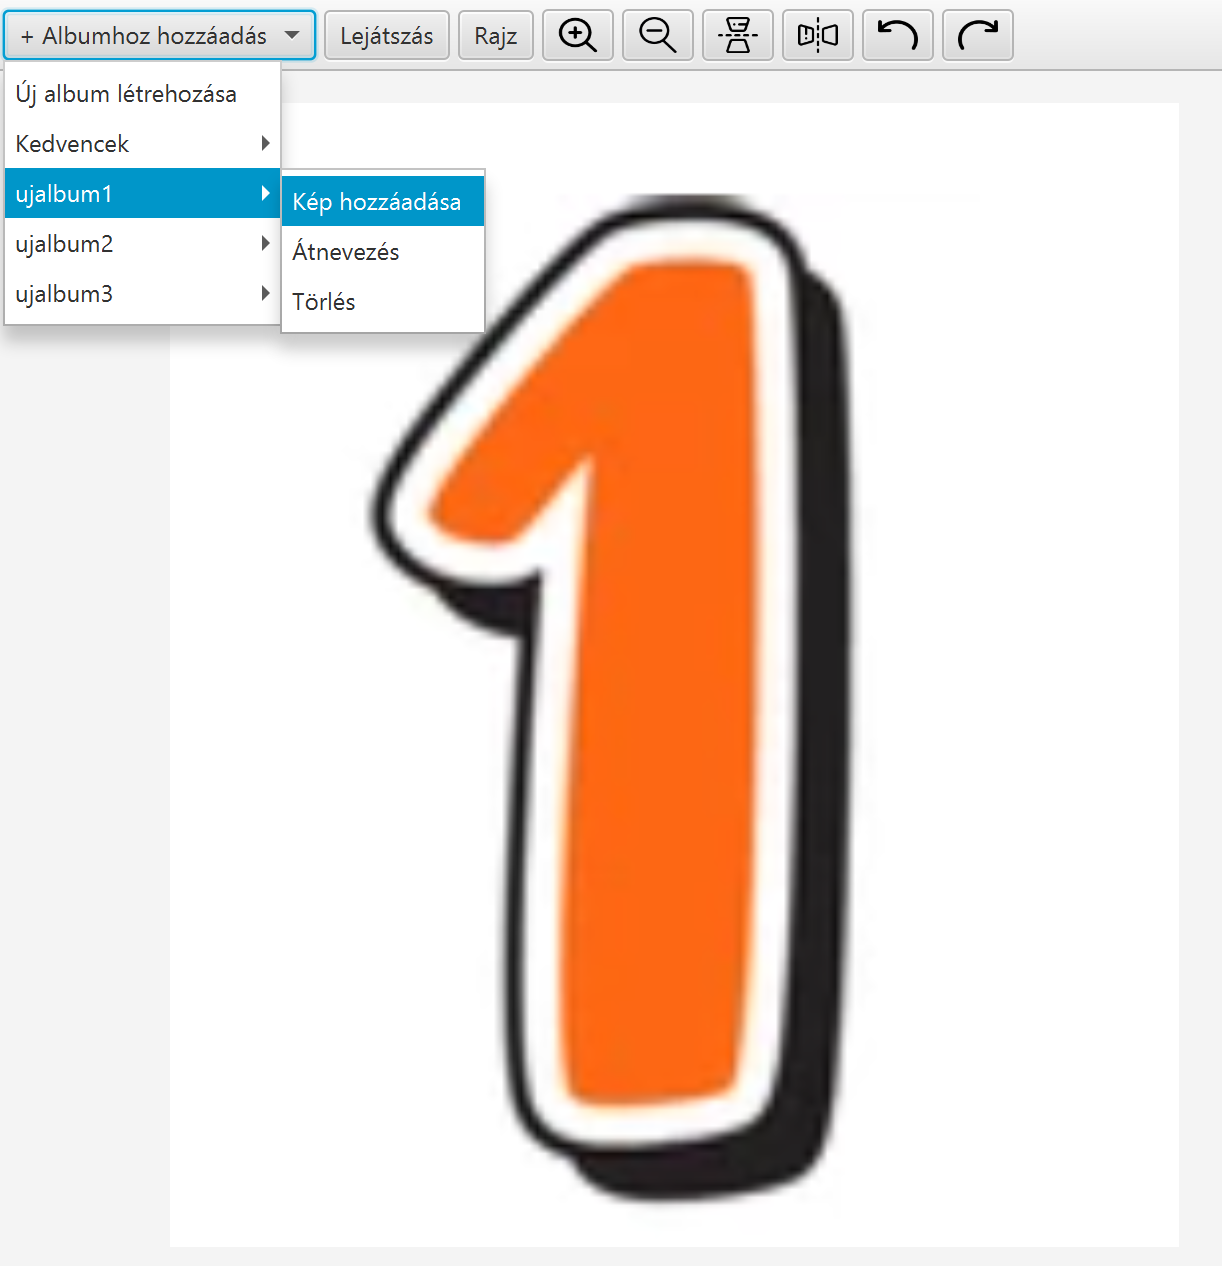 + Albumhoz hozzáadás
Lejátszás
Rajz
Új album létrehozása
Kedvencek
ujalbum1
ujalbum2
ujalbum3
Kép hozzáadása
Átnevezés
Törlés
1